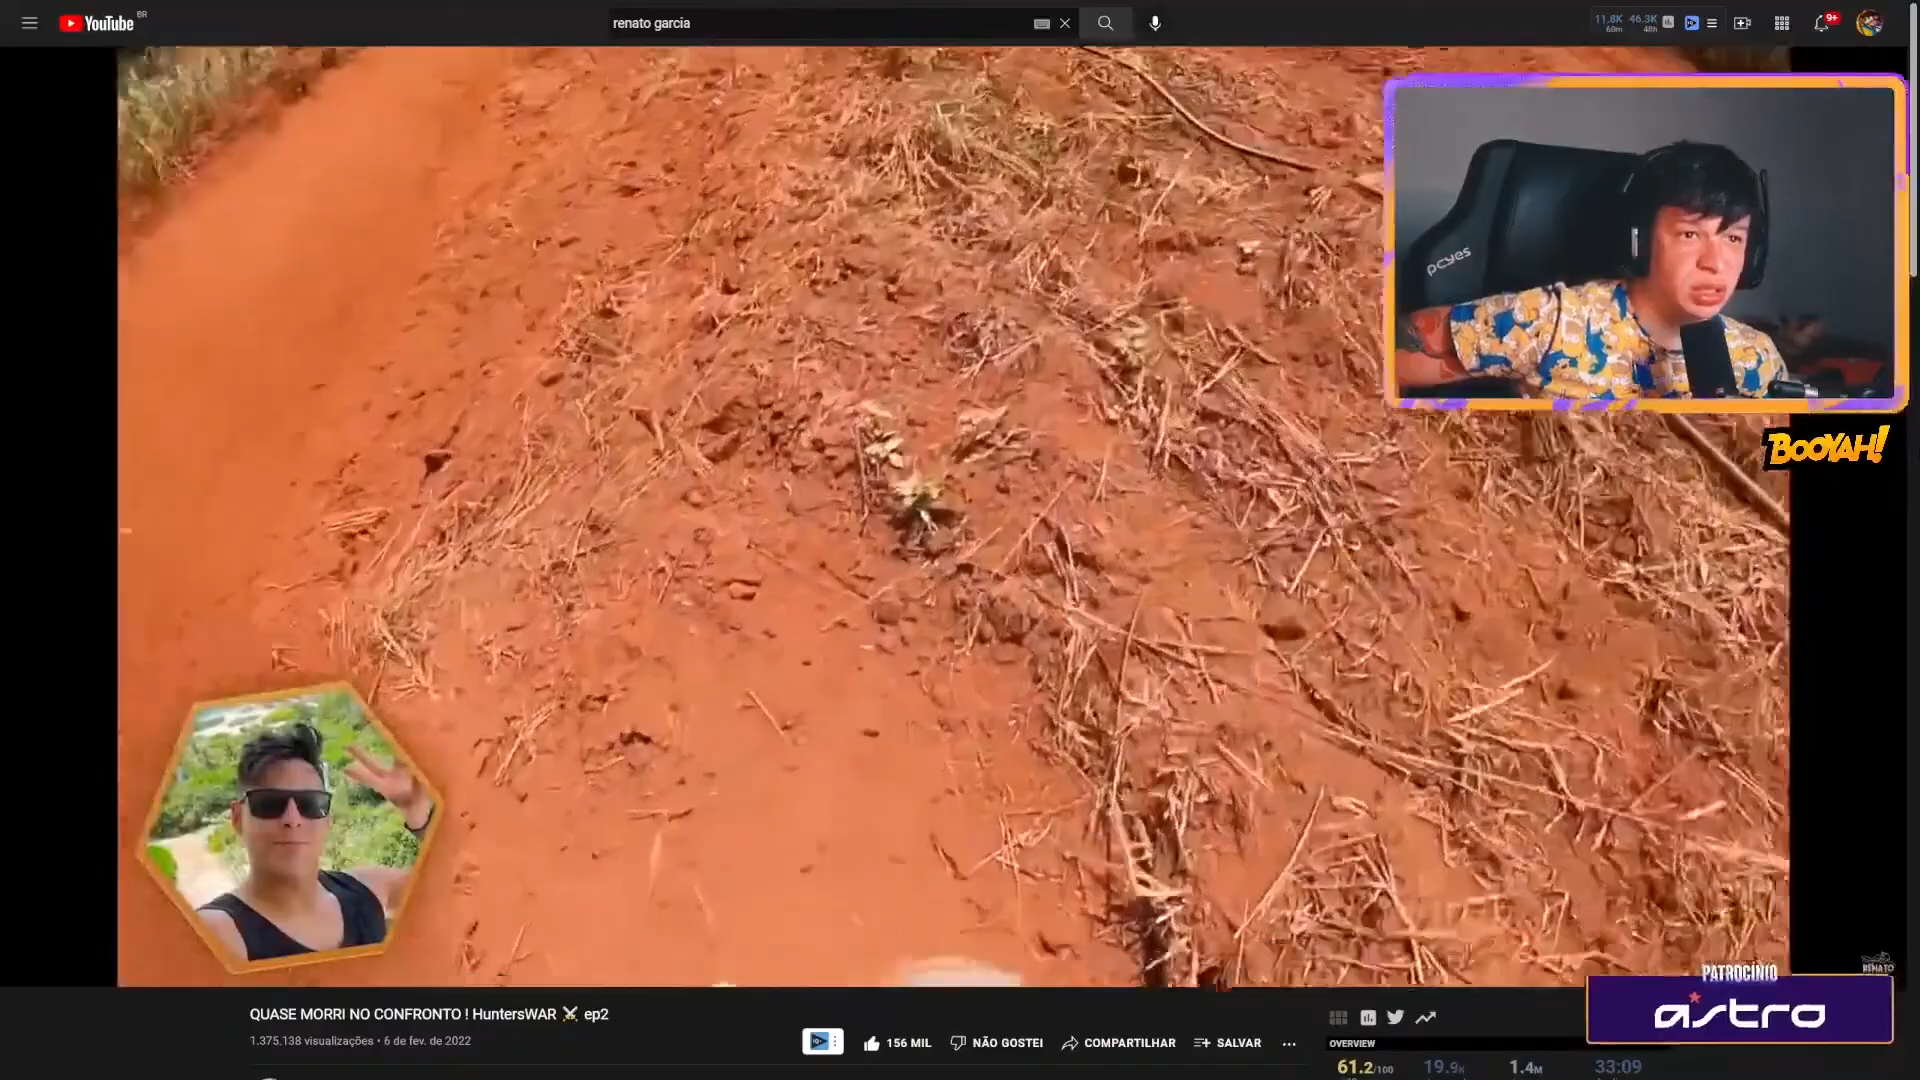 YouTube BR
renato garcia
11.8K 46.3K
60m 48h
9+
pcyes
BOOYAH!
RENATO
PATROCÍNIO
astro
QUASE MORRI NO CONFRONTO ! HuntersWAR ⚔ ep2
1.375.138 visualizações • 6 de fev. de 2022
156 MIL NÃO GOSTEI COMPARTILHAR SALVAR
OVERVIEW
61.2/100 19.9K 1.4M 33:09